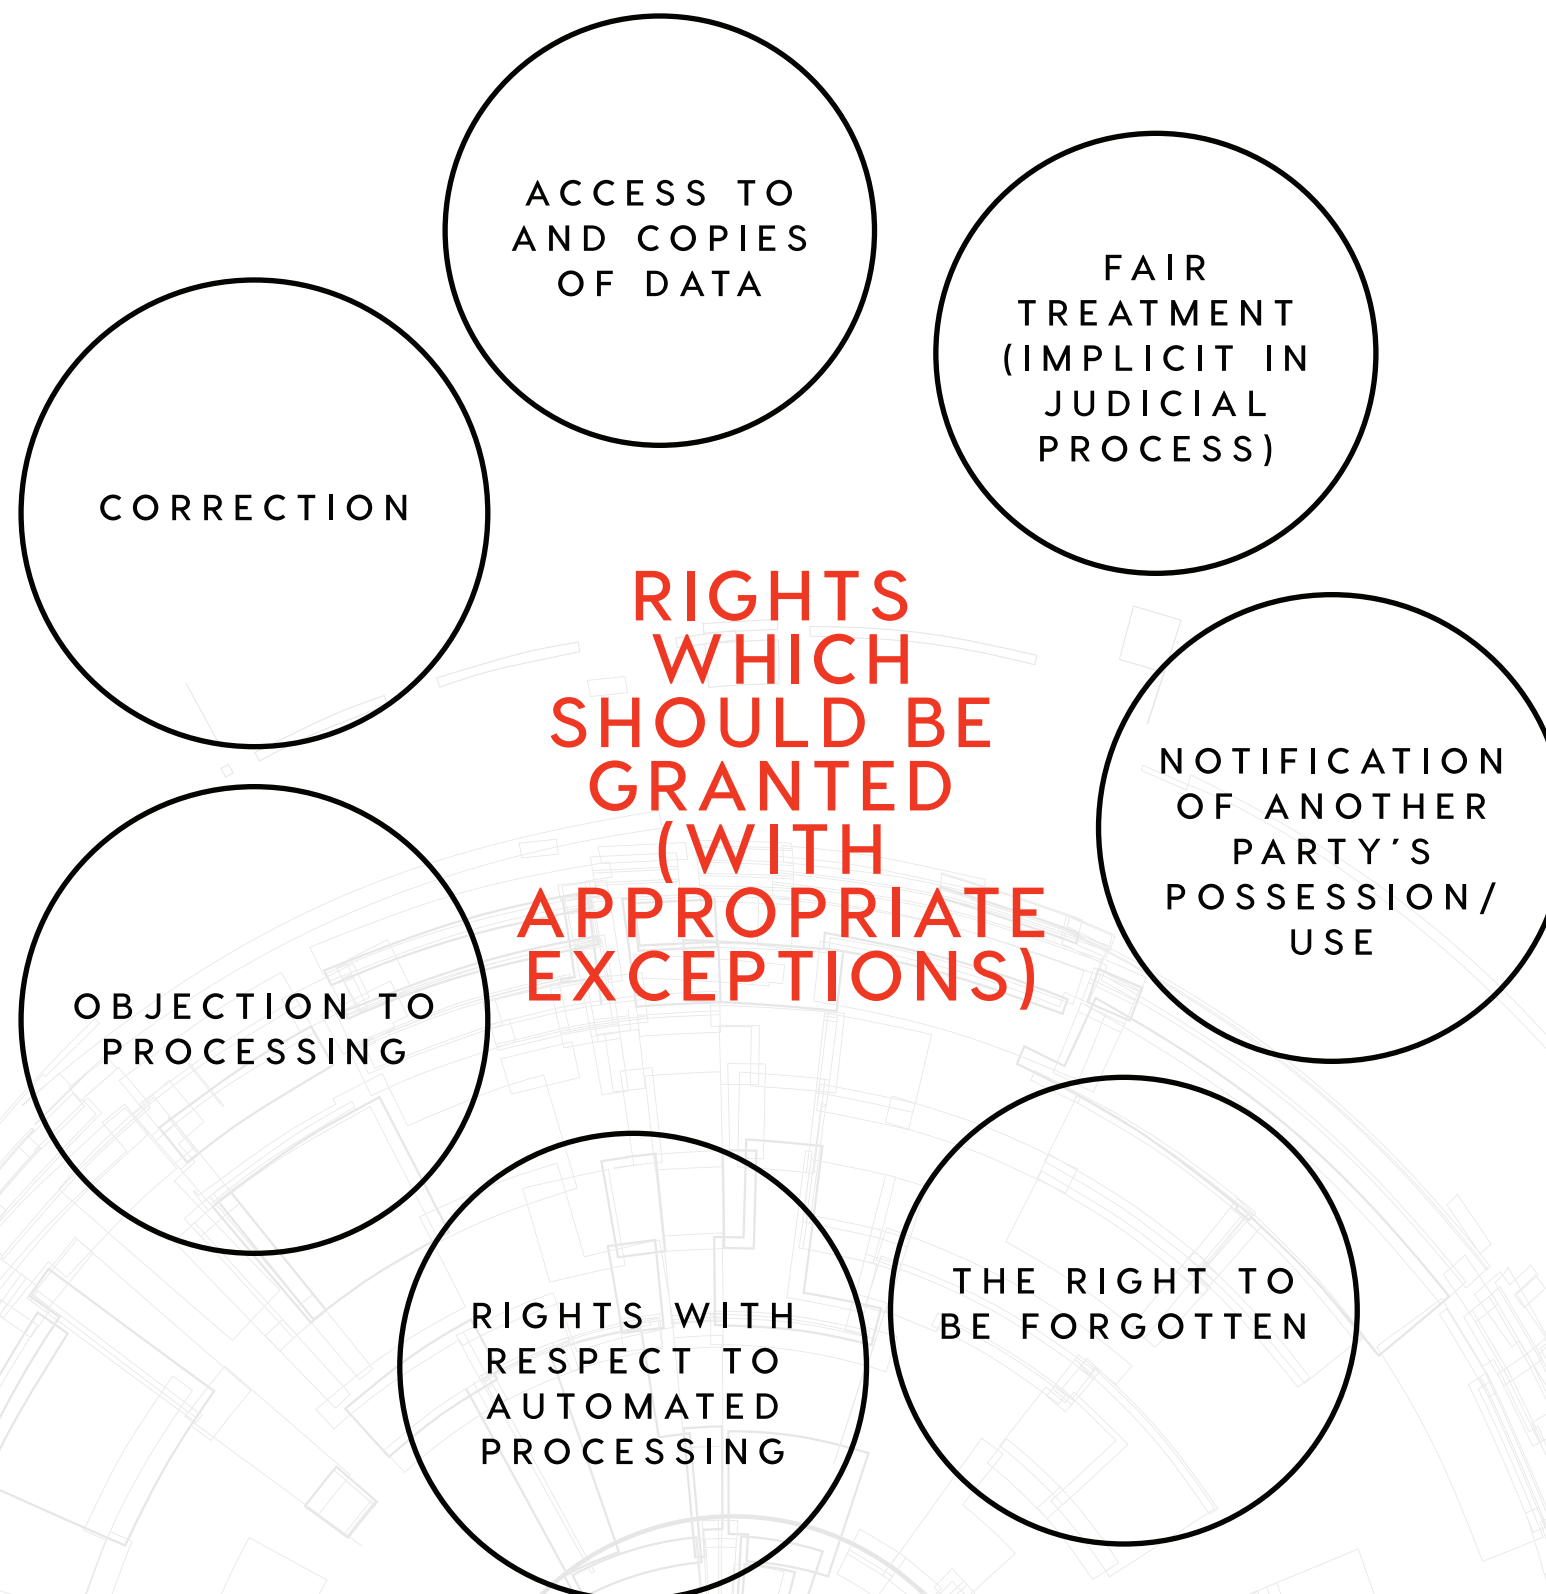 ACCESS TO
AND COPIES
OF DATA
FAIR
TREATMENT
(IMPLICIT IN
JUDICIAL
PROCESS)
CORRECTION
RIGHTS
WHICH
SHOULD BE
GRANTED
(WITH
APPROPRIATE
EXCEPTIONS)
NOTIFICATION
OF ANOTHER
PARTY'S
POSSESSION/
USE
OBJECTION TO
PROCESSING
THE RIGHT TO
BE FORGOTTEN
RIGHTS WITH
RESPECT TO
AUTOMATED
PROCESSING